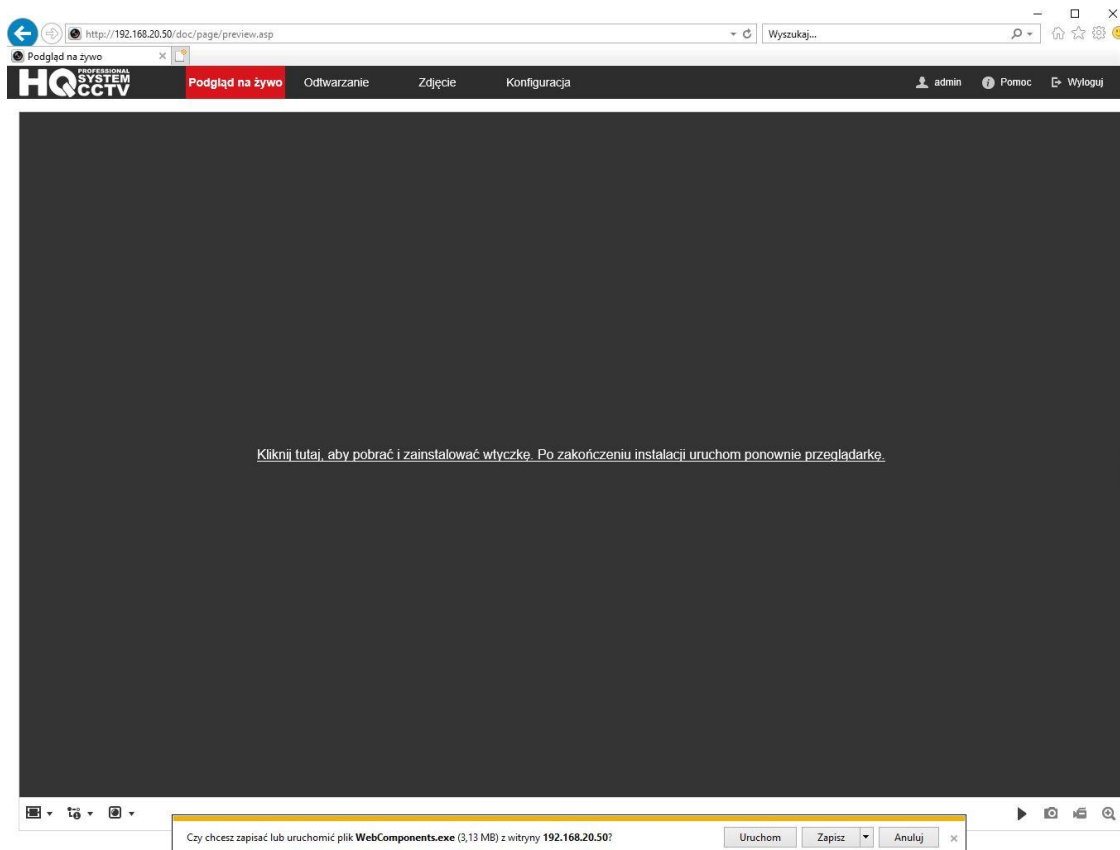 http://192.168.20.50/doc/page/preview.asp
Wyszukaj...
Podgląd na żywo
HQ PROFESSIONAL SYSTEM CCTV
Podgląd na żywo Odtwarzanie Zdjęcie Konfiguracja admin Pomoc Wyloguj
Kliknij tutaj, aby pobrać i zainstalować wtyczkę. Po zakończeniu instalacji uruchom ponownie przeglądarkę.
Czy chcesz zapisać lub uruchomić plik WebComponents.exe (3,13 MB) z witryny 192.168.20.50? Uruchom Zapisz Anuluj